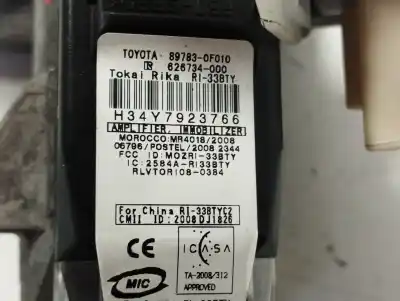 TOYOTA 89783-0F010
R 626734-000
Tokai Rika RI-33BTY
H34Y7923766
AMPLIFIER, IMMOBILIZER
MOROCCO:MR4018/2008
06796/POSTEL/2008 2344
FCC ID:MOZRI-33BTY
IC:2584A-RI33BTY
RLVTORI08-0384
For China RI-33BTYC2
CMII ID:2008DJ1826
CE
ICASA
TA-2008/312
APPROVED
MIC